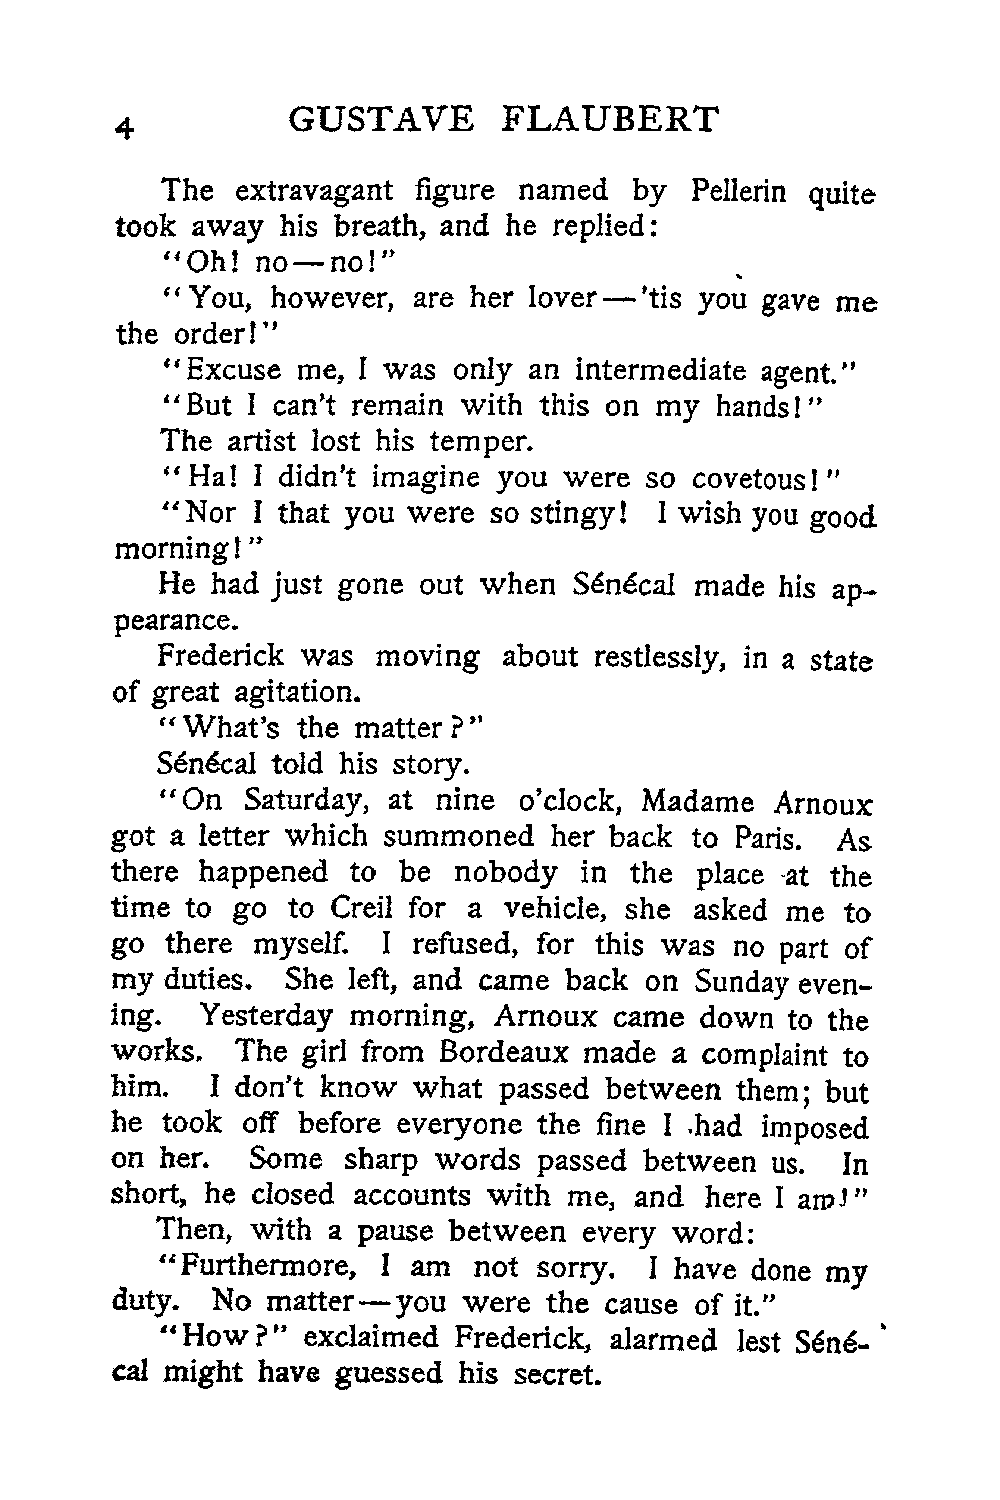 4 GUSTAVE FLAUBERT
The extravagant figure named by Pellerin quite
took away his breath, and he replied:
“Oh! no—no!”
“You, however, are her lover—’tis you gave me
the order!”
“Excuse me, I was only an intermediate agent.”
“But I can’t remain with this on my hands!”
The artist lost his temper.
“Ha! I didn’t imagine you were so covetous!”
“Nor I that you were so stingy! I wish you good
morning!”
He had just gone out when Sénécal made his ap-
pearance.
Frederick was moving about restlessly, in a state
of great agitation.
“What’s the matter?”
Sénécal told his story.
“On Saturday, at nine o’clock, Madame Arnoux
got a letter which summoned her back to Paris. As
there happened to be nobody in the place at the
time to go to Creil for a vehicle, she asked me to
go there myself. I refused, for this was no part of
my duties. She left, and came back on Sunday even-
ing. Yesterday morning, Arnoux came down to the
works. The girl from Bordeaux made a complaint to
him. I don’t know what passed between them; but
he took off before everyone the fine I had imposed
on her. Some sharp words passed between us. In
short, he closed accounts with me, and here I am!”
Then, with a pause between every word:
“Furthermore, I am not sorry. I have done my
duty. No matter—you were the cause of it.”
“How?” exclaimed Frederick, alarmed lest Séné-
cal might have guessed his secret.